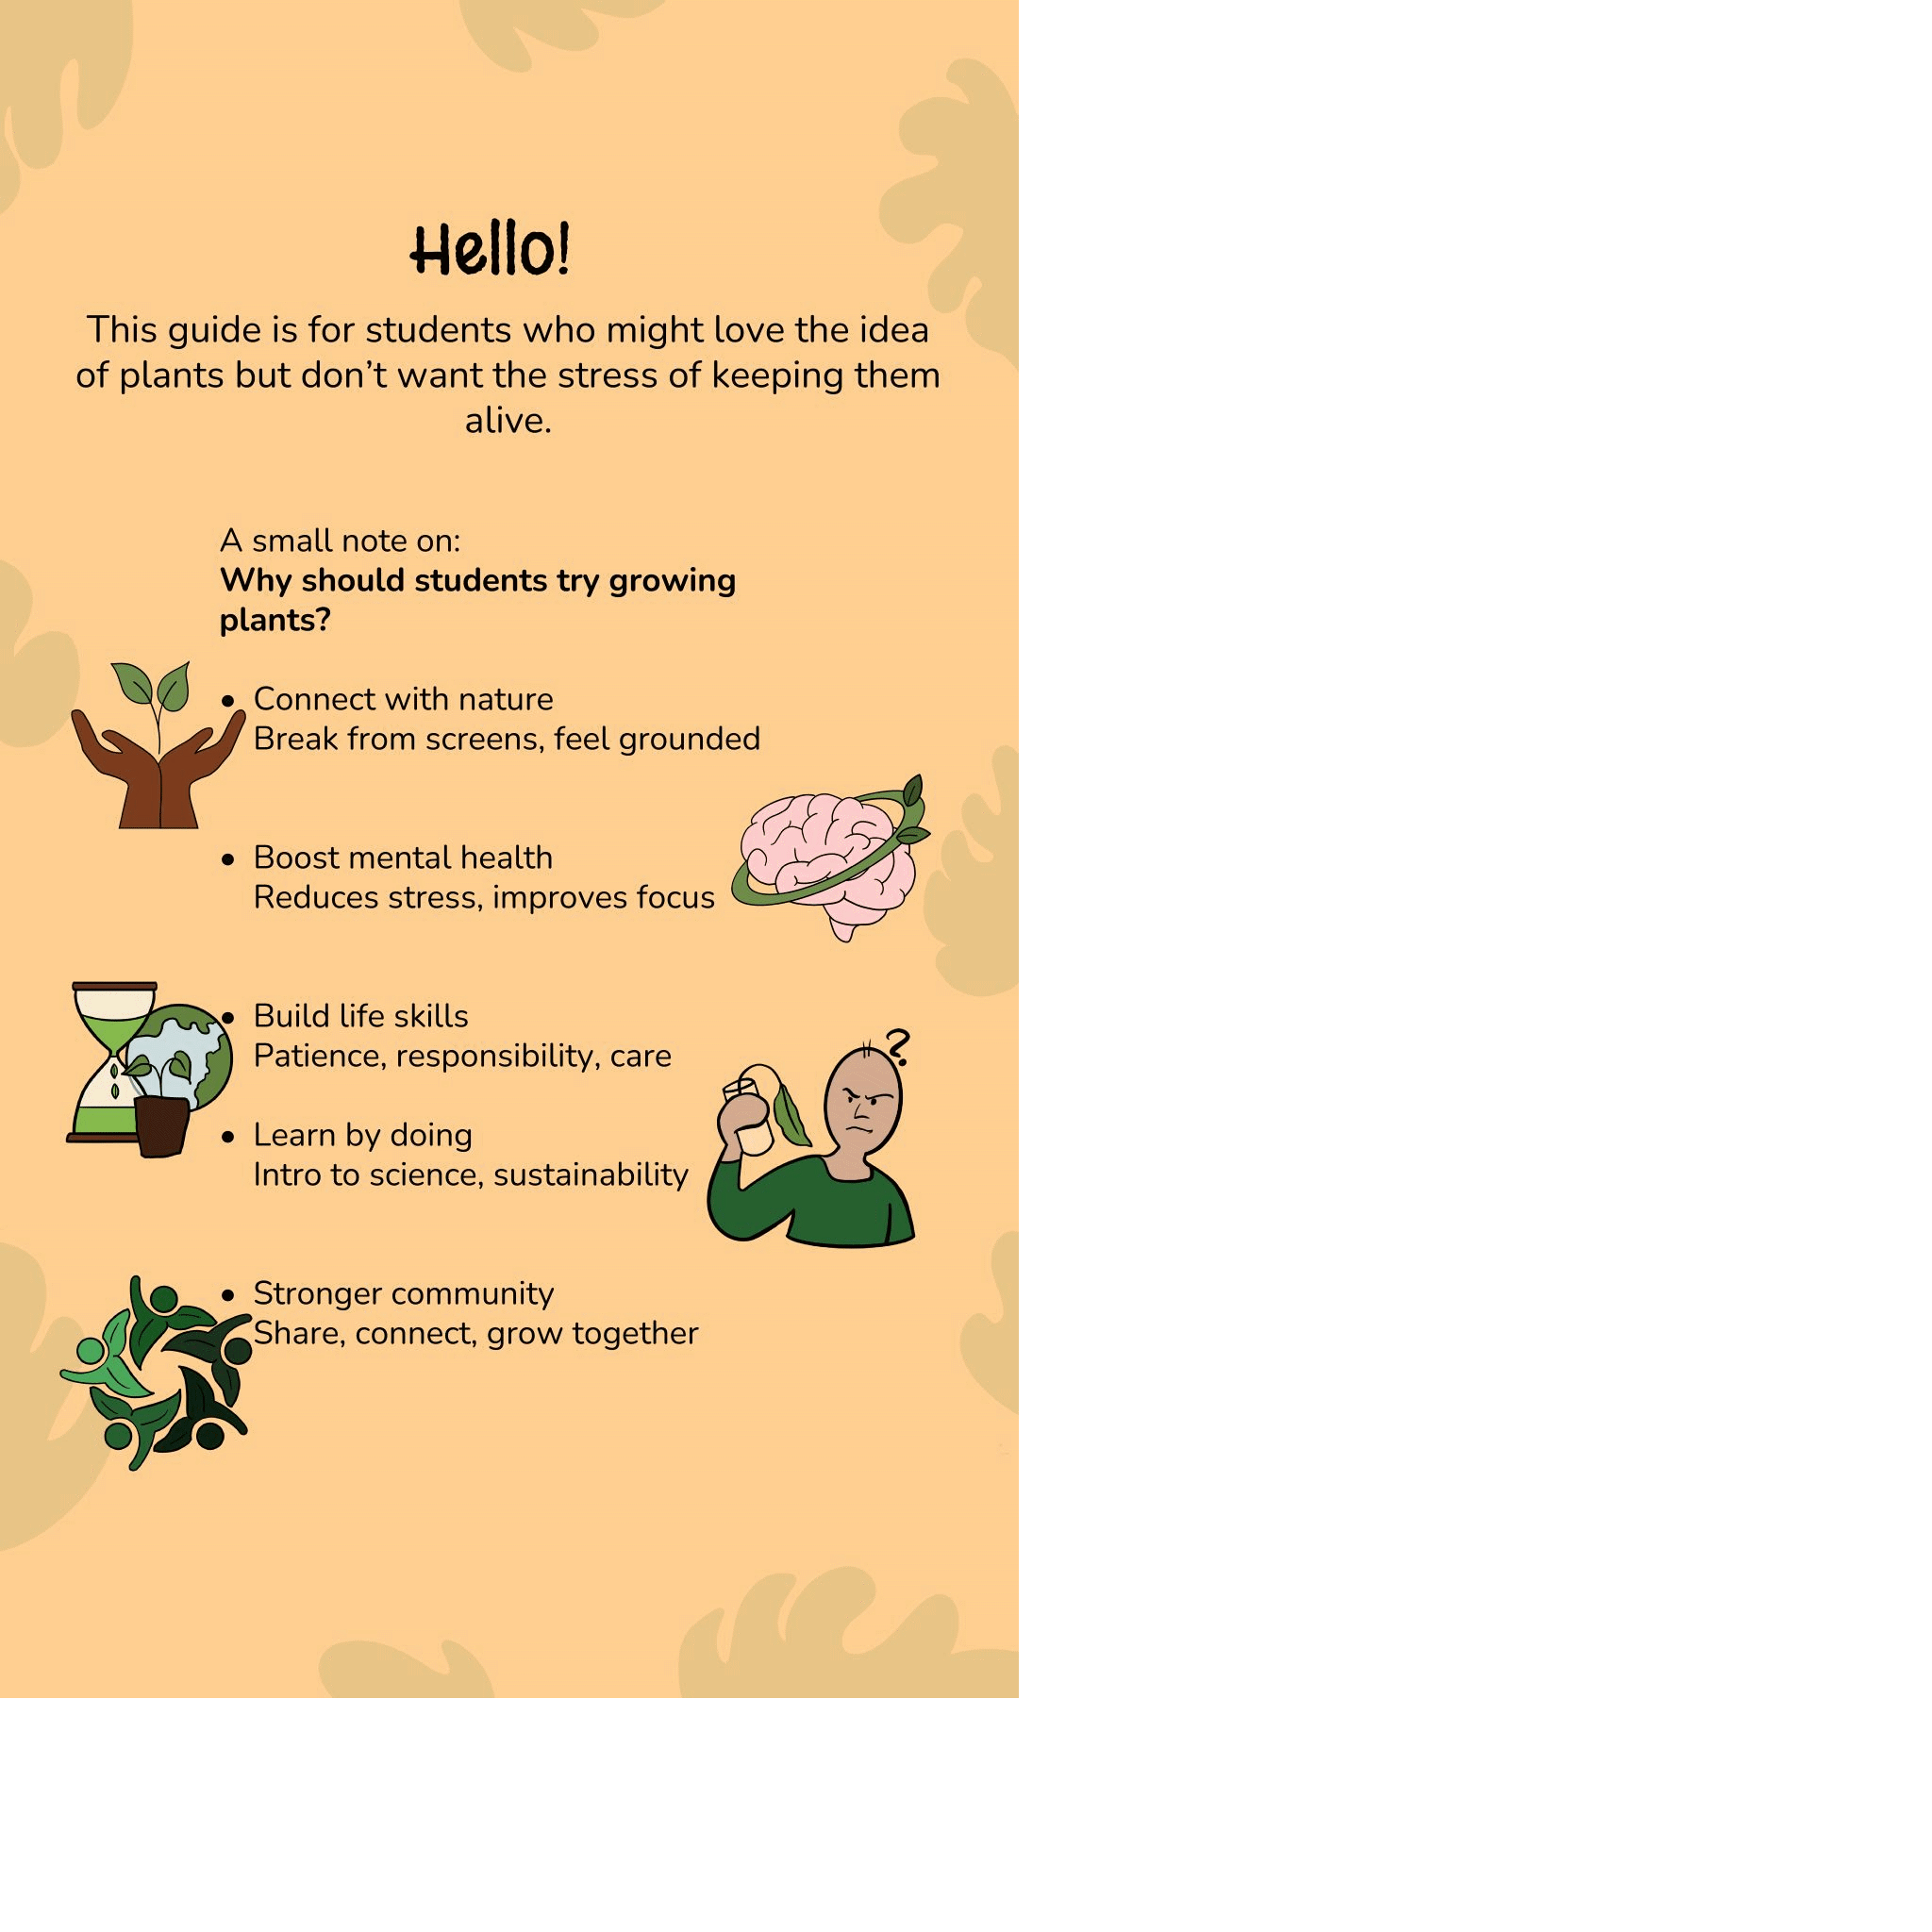 Hello!
This guide is for students who might love the idea
of plants but don’t want the stress of keeping them
alive.
A small note on:
Why should students try growing
plants?
• Connect with nature
Break from screens, feel grounded
• Boost mental health
Reduces stress, improves focus
• Build life skills
Patience, responsibility, care
?
• Learn by doing
Intro to science, sustainability
• Stronger community
Share, connect, grow together